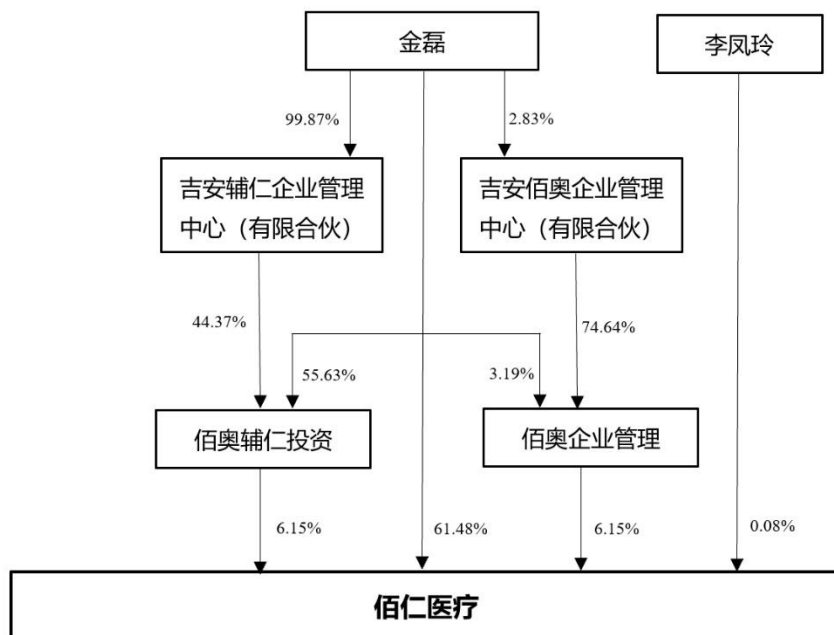 金磊
李凤玲
99.87%
2.83%
吉安辅仁企业管理
中心（有限合伙）
吉安佰奥企业管理
中心（有限合伙）
44.37%
74.64%
55.63%
3.19%
佰奥辅仁投资
佰奥企业管理
6.15%
61.48%
6.15%
0.08%
佰仁医疗